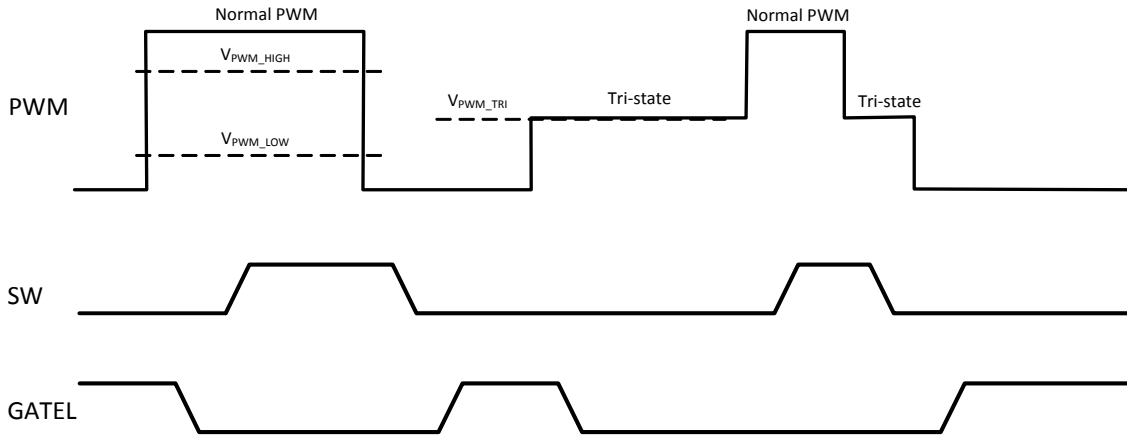 Normal PWM
Normal PWM
V_PWM_HIGH
PWM
V_PWM_TRI
Tri-state
Tri-state
V_PWM_LOW
SW
GATEL